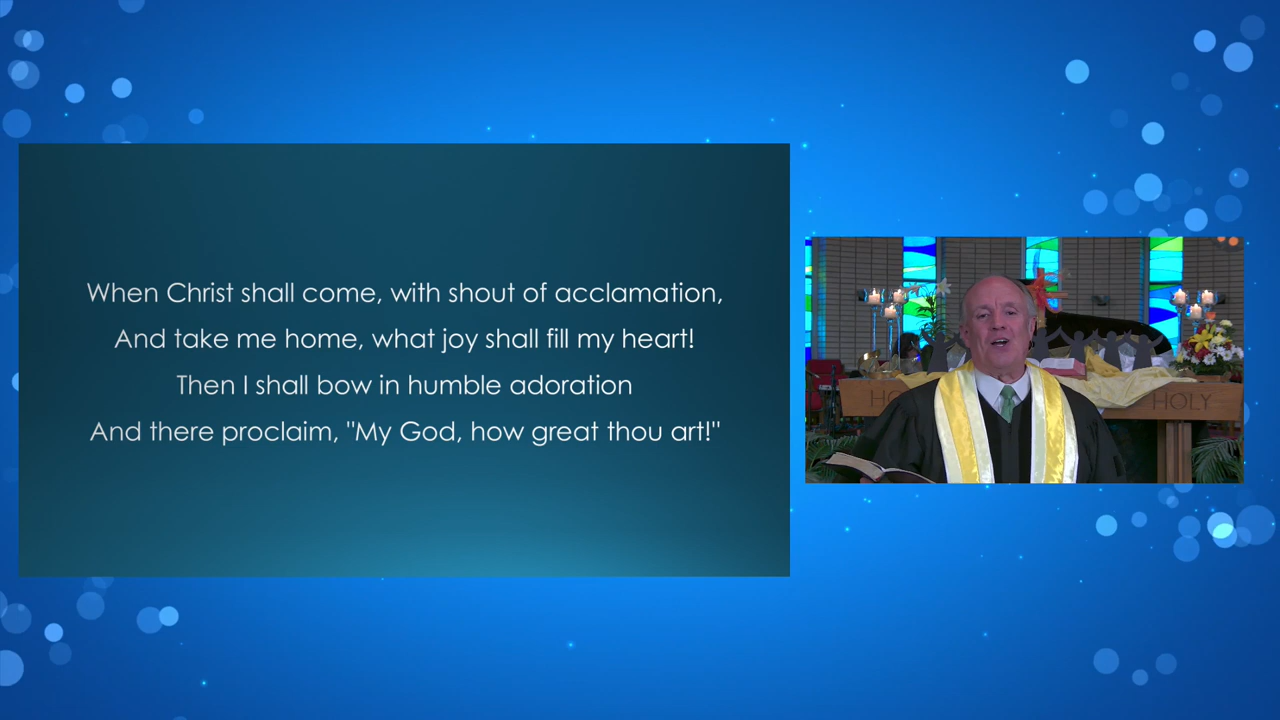 When Christ shall come, with shout of acclamation,
And take me home, what joy shall fill my heart!
Then I shall bow in humble adoration
And there proclaim, "My God, how great thou art!"
HO
HOLY